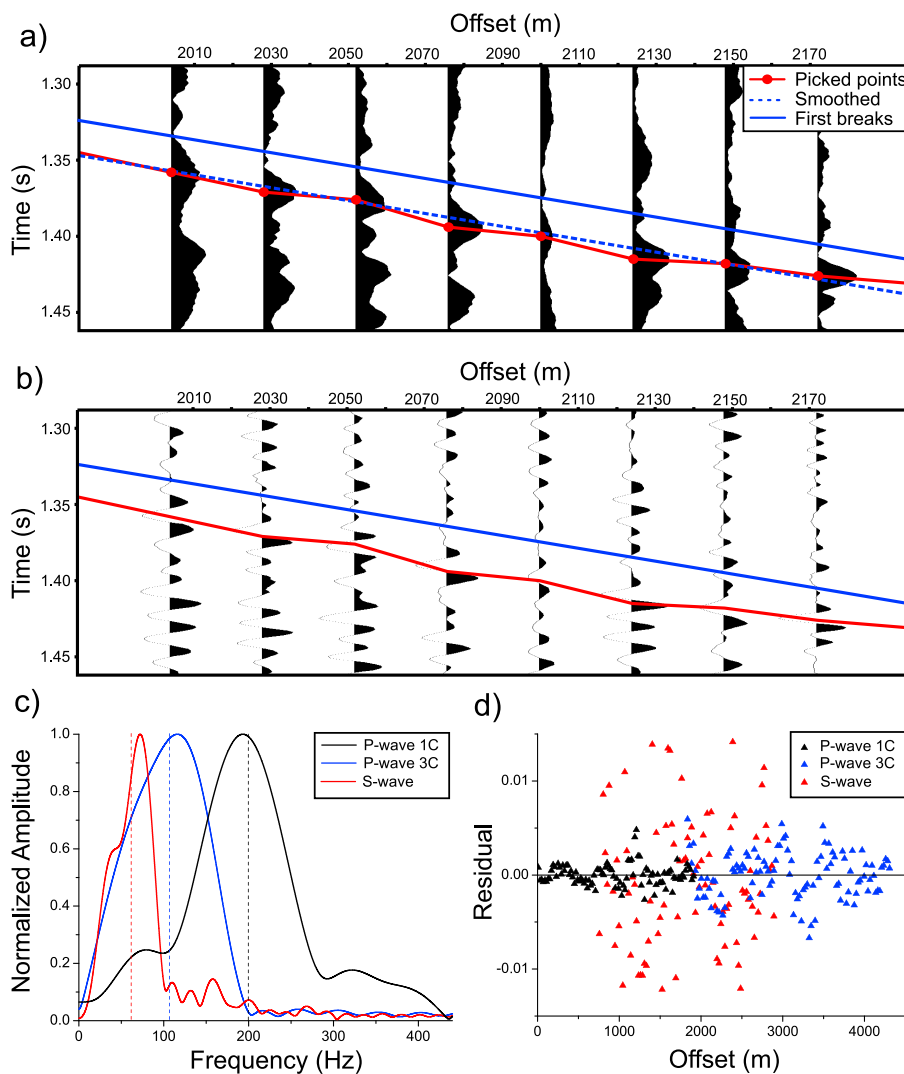 a)
Offset (m)
2010 2030 2050 2070 2090 2110 2130 2150 2170
Time (s)
1.30
1.35
1.40
1.45
Picked points
Smoothed
First breaks
b)
Offset (m)
2010 2030 2050 2070 2090 2110 2130 2150 2170
Time (s)
1.30
1.35
1.40
1.45
c)
Normalized Amplitude
1.0
0.8
0.6
0.4
0.2
0.0
P-wave 1C
P-wave 3C
S-wave
0 100 200 300 400
Frequency (Hz)
d)
Residual
0.01
0.00
-0.01
P-wave 1C
P-wave 3C
S-wave
0 1000 2000 3000 4000
Offset (m)